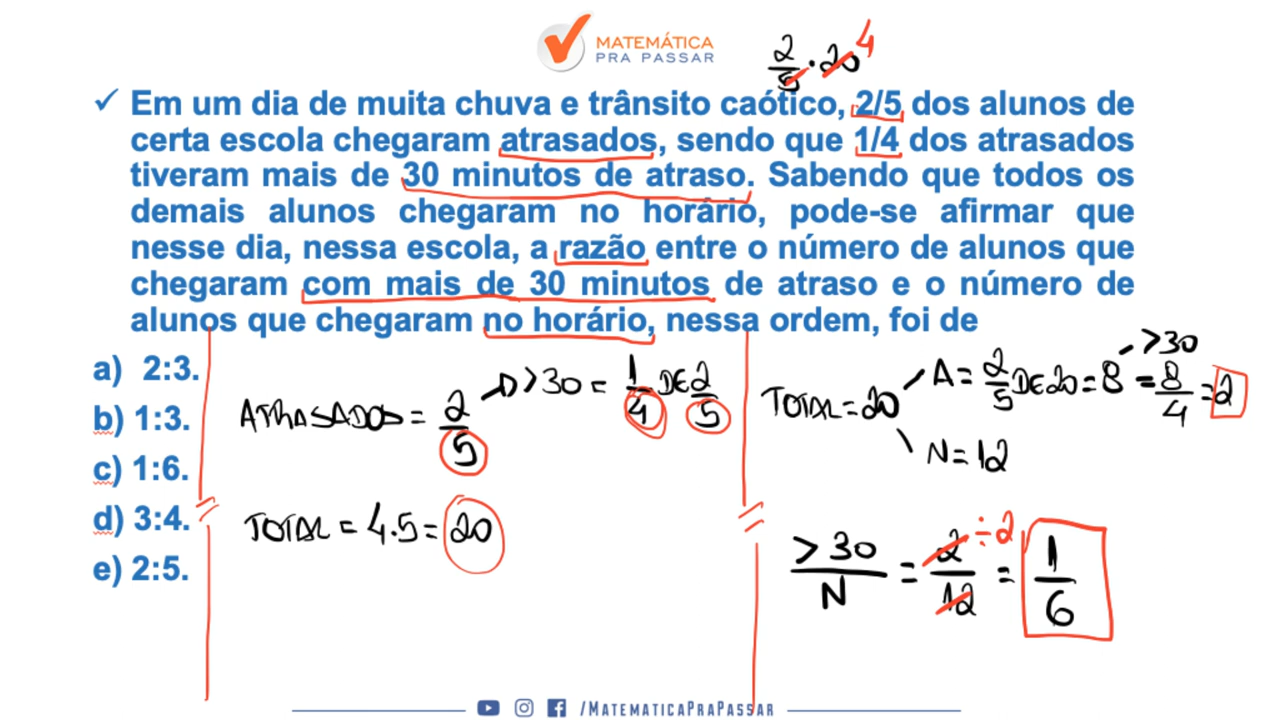 MATEMÁTICA
PRA PASSAR
2/5 · 20 4
✓ Em um dia de muita chuva e trânsito caótico, 2/5 dos alunos de
certa escola chegaram atrasados, sendo que 1/4 dos atrasados
tiveram mais de 30 minutos de atraso. Sabendo que todos os
demais alunos chegaram no horário, pode-se afirmar que
nesse dia, nessa escola, a razão entre o número de alunos que
chegaram com mais de 30 minutos de atraso e o número de
alunos que chegaram no horário, nessa ordem, foi de
a) 2:3.
b) 1:3.
c) 1:6.
d) 3:4.
e) 2:5.
ATRASADOS = 2/5 → >30 = 1/4 DE 2/5
TOTAL = 4.5 = 20
TOTAL = 20
A = 2/5 DE 20 = 8
>30
= 8/4 = 2
N = 12
>30/N = 2/12 ÷2 = 1/6
/MATEMATICAPRAPASSAR